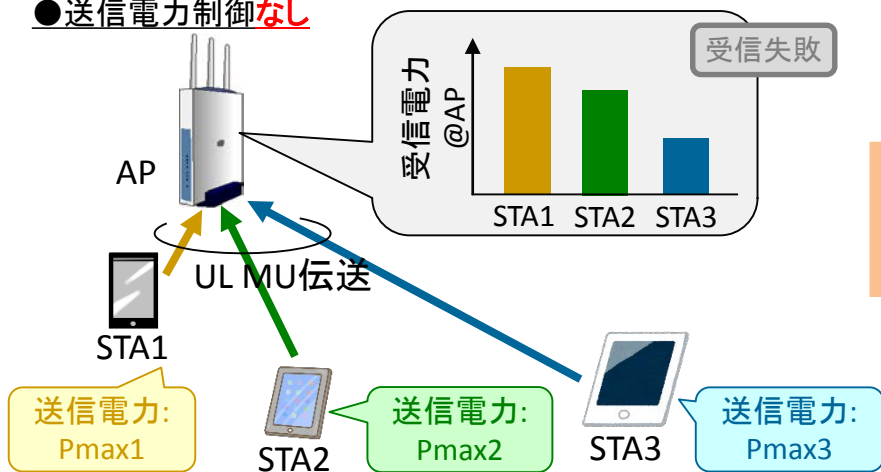 ●送信電力制御なし
受信失敗
受信電力
@AP
STA1 STA2 STA3
AP
UL MU伝送
STA1
STA2
STA3
送信電力:
Pmax1
送信電力:
Pmax2
送信電力:
Pmax3